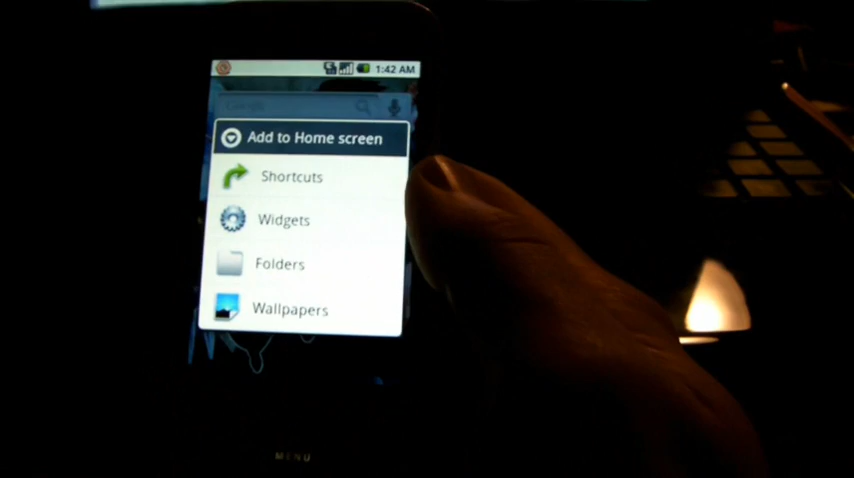 1:42 AM
Add to Home screen
Shortcuts
Widgets
Folders
Wallpapers
MENU